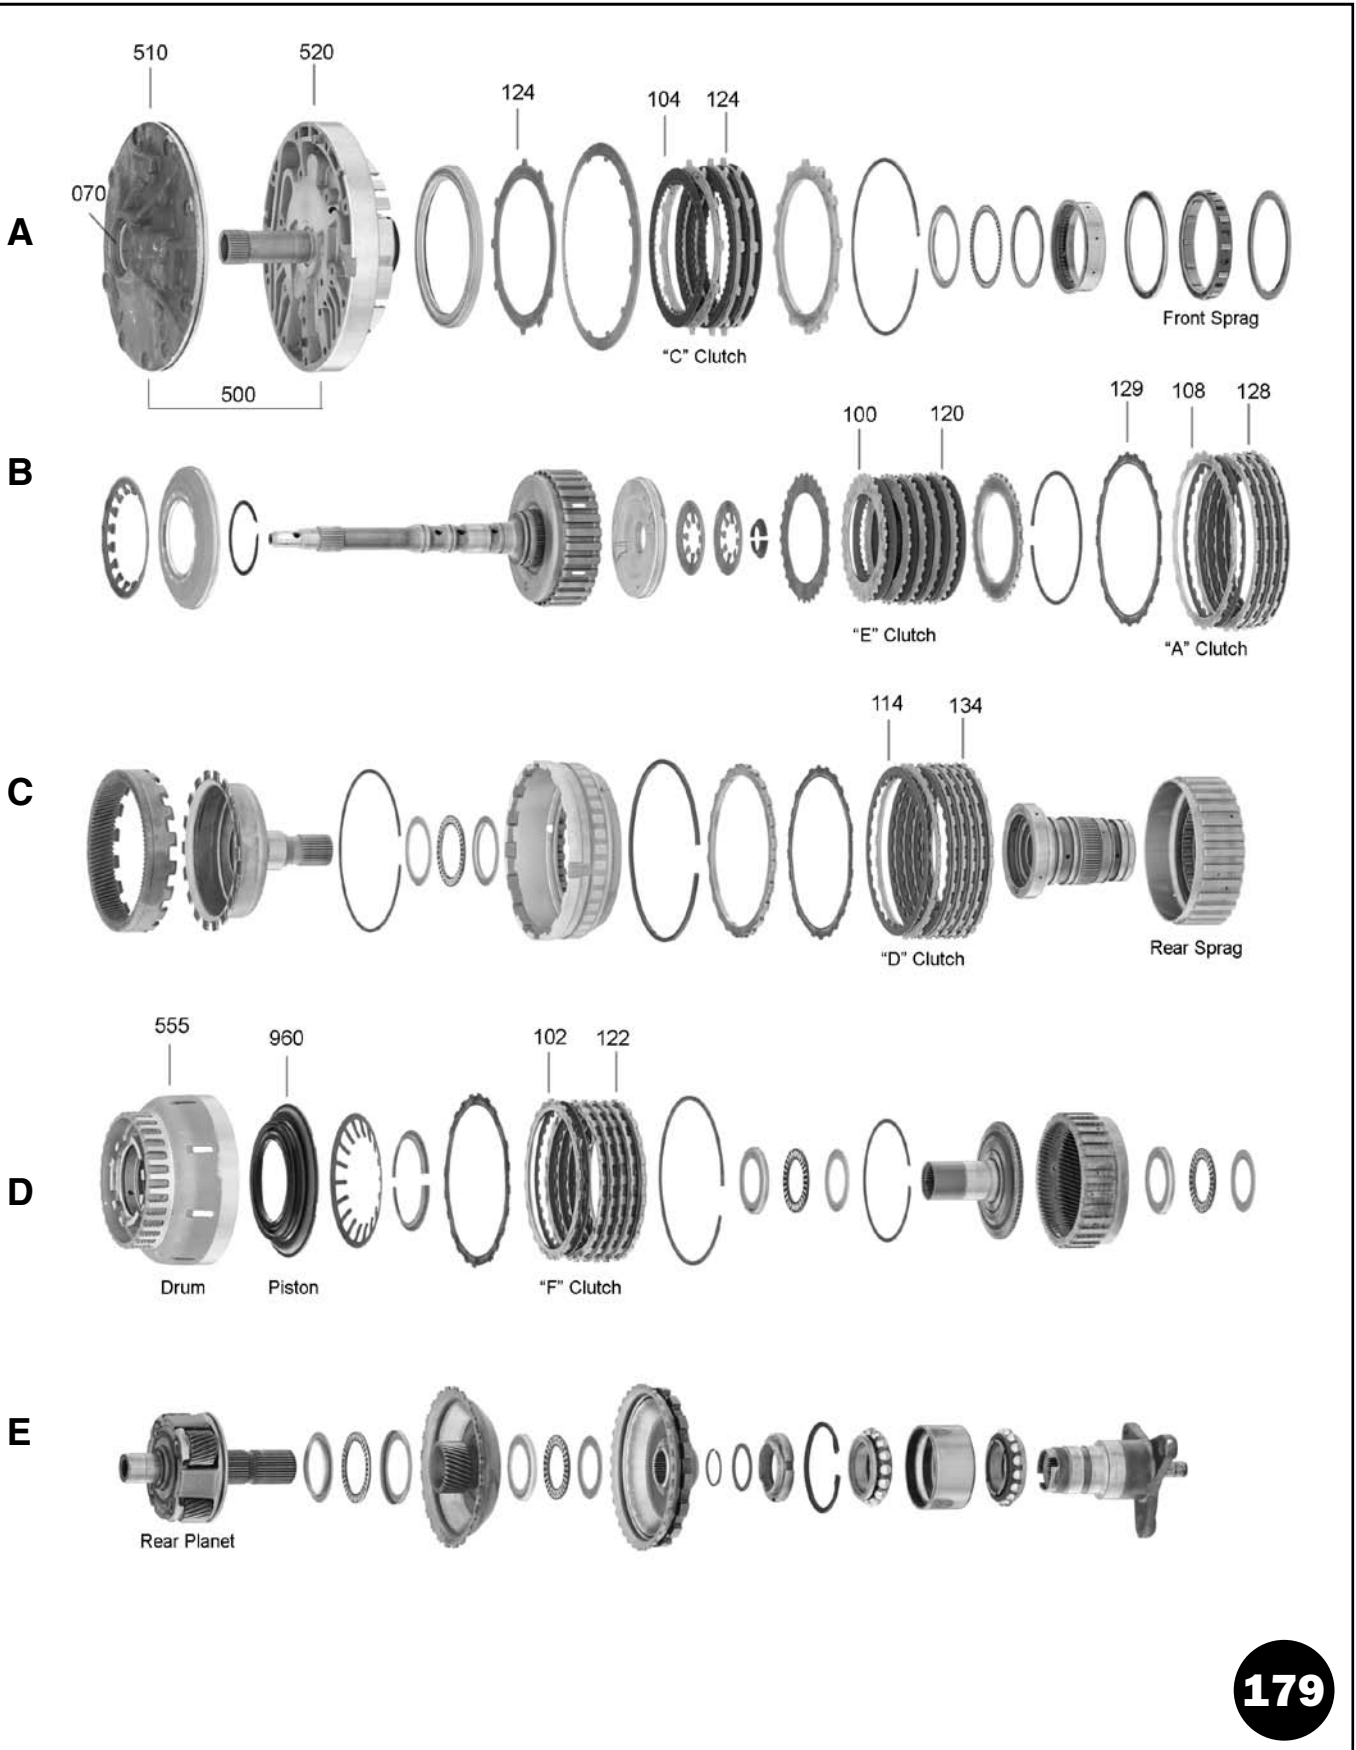 510
520
124
104
124
070
A
Front Sprag
"C" Clutch
500
129
108
128
100
120
B
"E" Clutch
"A" Clutch
114
134
C
Rear Sprag
"D" Clutch
555
960
102
122
D
Drum
Piston
"F" Clutch
E
Rear Planet
179